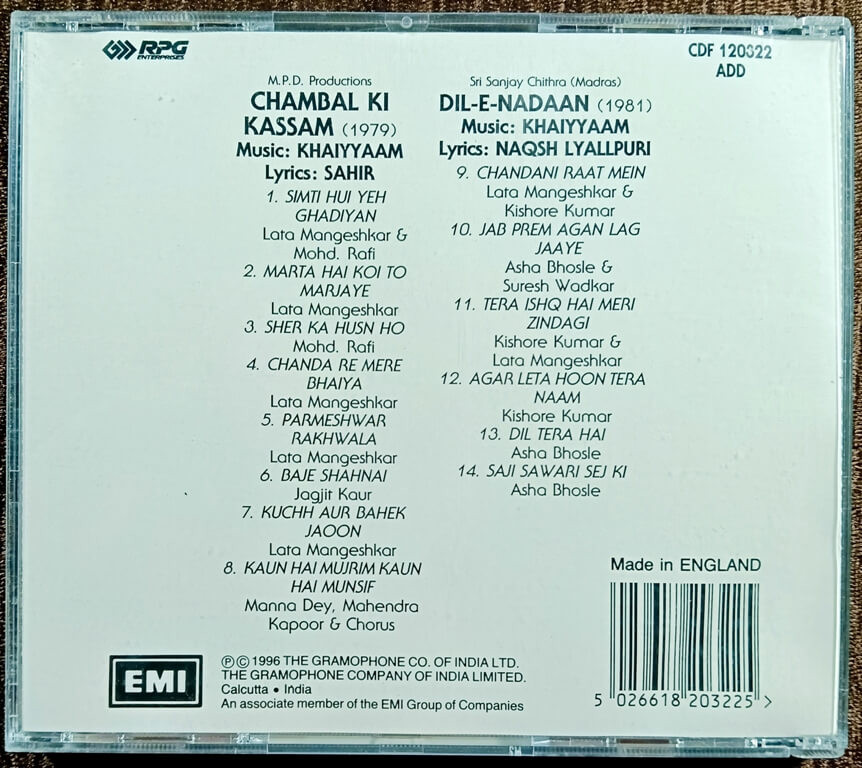 RPG
ENTERPRISES
CDF 120322
ADD
M.P.D. Productions
CHAMBAL KI
KASSAM (1979)
Music: KHAIYYAAM
Lyrics: SAHIR
1. SIMTI HUI YEH
GHADIYAN
Lata Mangeshkar &
Mohd. Rafi
2. MARTA HAI KOI TO
MARJAYE
Lata Mangeshkar
3. SHER KA HUSN HO
Mohd. Rafi
4. CHANDA RE MERE
BHAIYA
Lata Mangeshkar
5. PARMESHWAR
RAKHWALA
Lata Mangeshkar
6. BAJE SHAHNAI
Jagjit Kaur
7. KUCHH AUR BAHEK
JAOON
Lata Mangeshkar
8. KAUN HAI MUJRIM KAUN
HAI MUNSIF
Manna Dey, Mahendra
Kapoor & Chorus
Sri Sanjay Chithra (Madras)
DIL-E-NADAAN (1981)
Music: KHAIYYAAM
Lyrics: NAQSH LYALLPURI
9. CHANDANI RAAT MEIN
Lata Mangeshkar &
Kishore Kumar
10. JAB PREM AGAN LAG
JAAYE
Asha Bhosle &
Suresh Wadkar
11. TERA ISHQ HAI MERI
ZINDAGI
Kishore Kumar &
Lata Mangeshkar
12. AGAR LETA HOON TERA
NAAM
Kishore Kumar
13. DIL TERA HAI
Asha Bhosle
14. SAJI SAWARI SEJ KI
Asha Bhosle
Made in ENGLAND
5 026618 203225 >
EMI
℗© 1996 THE GRAMOPHONE CO. OF INDIA LTD.
THE GRAMOPHONE COMPANY OF INDIA LIMITED.
Calcutta • India
An associate member of the EMI Group of Companies